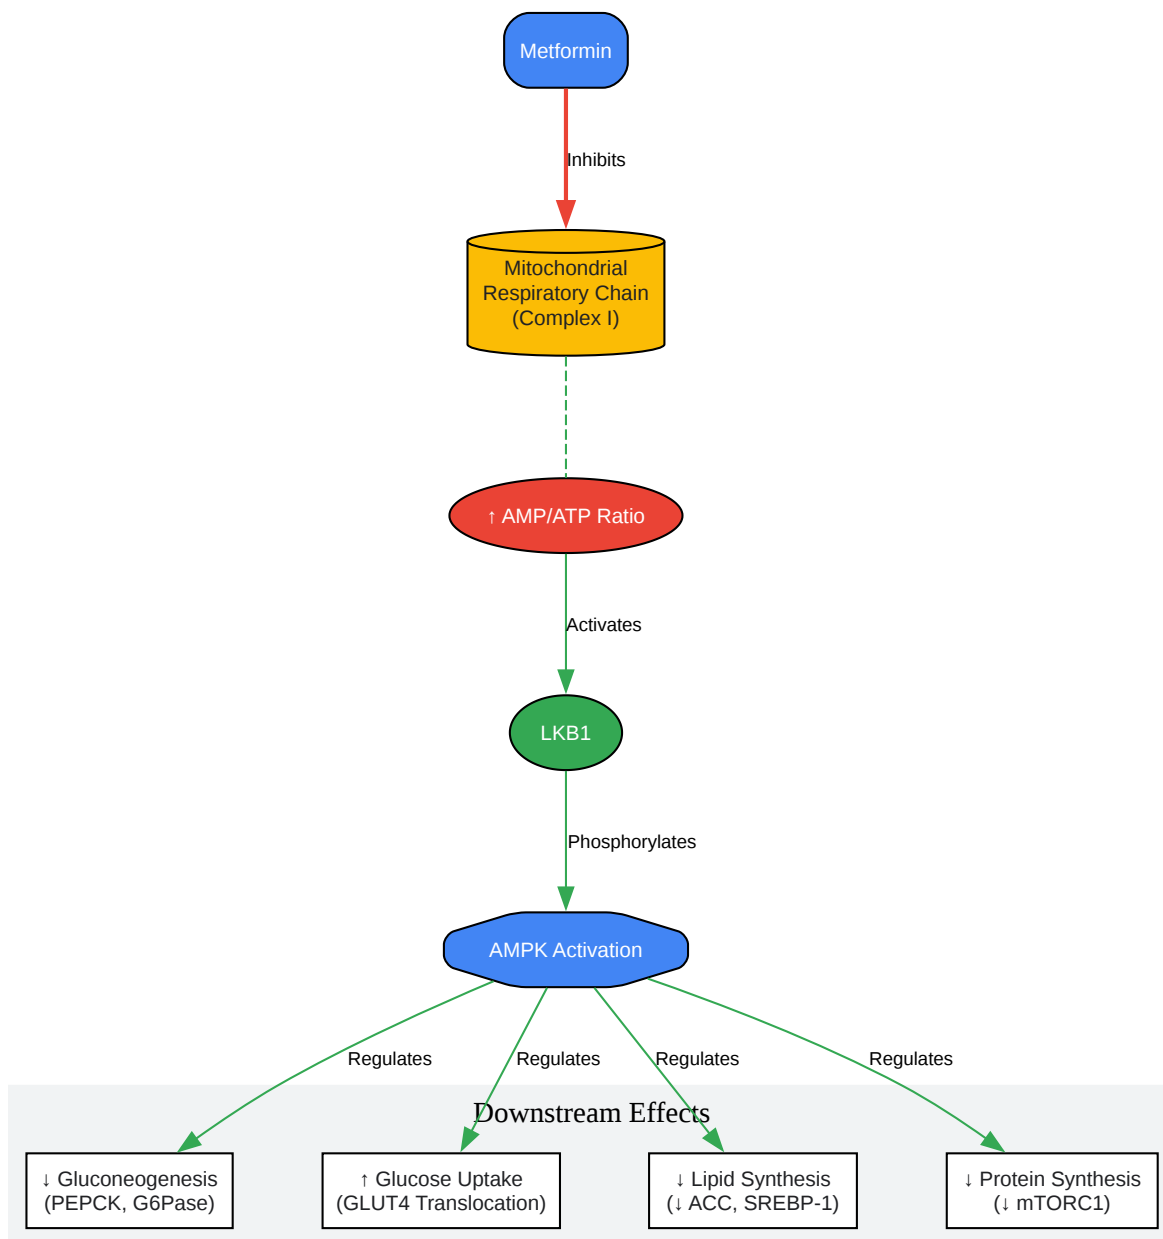 Metformin
Inhibits
Mitochondrial
Respiratory Chain
(Complex I)
↑ AMP/ATP Ratio
Activates
LKB1
Phosphorylates
AMPK Activation
Regulates
Regulates
Regulates
Regulates
Downstream Effects
↓ Gluconeogenesis
(PEPCK, G6Pase)
↑ Glucose Uptake
(GLUT4 Translocation)
↓ Lipid Synthesis
(↓ ACC, SREBP-1)
↓ Protein Synthesis
(↓ mTORC1)